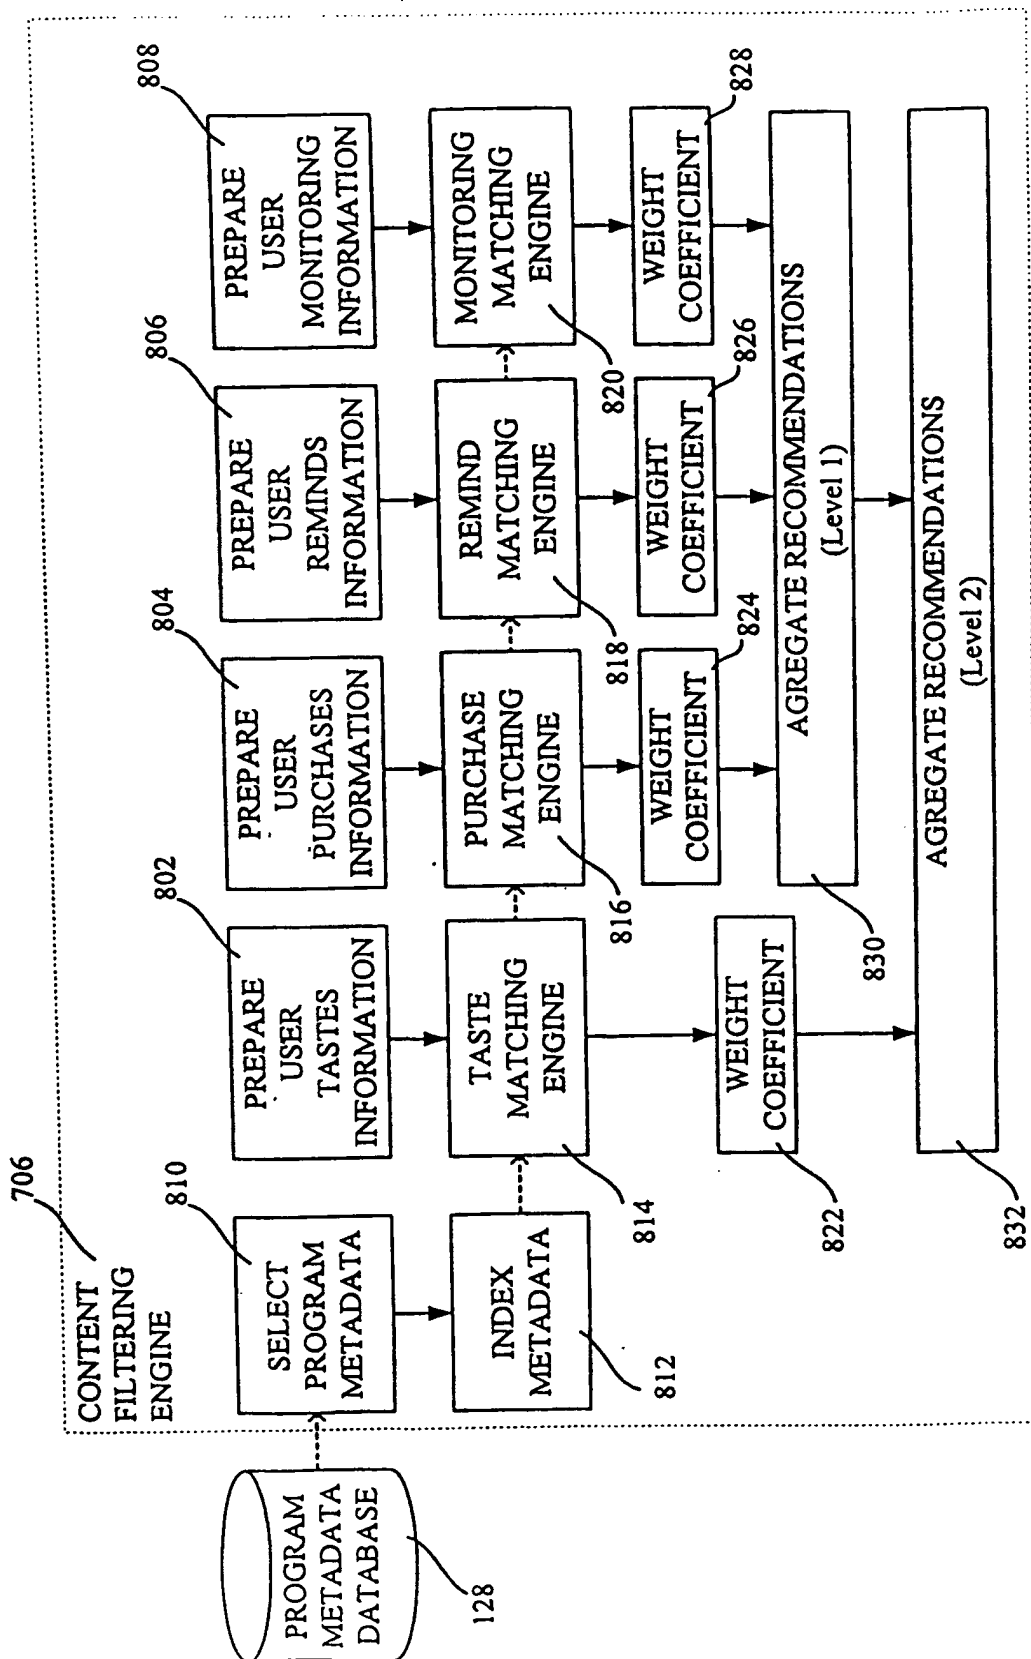 706
CONTENT
FILTERING
ENGINE
PROGRAM
METADATA
DATABASE
128
810
SELECT
PROGRAM
METADATA
INDEX
METADATA
812
802
PREPARE
USER
TASTES
INFORMATION
TASTE
MATCHING
ENGINE
814
WEIGHT
COEFFICIENT
822
804
PREPARE
USER
PURCHASES
INFORMATION
PURCHASE
MATCHING
ENGINE
816
WEIGHT
COEFFICIENT
824
806
PREPARE
USER
REMINDS
INFORMATION
REMIND
MATCHING
ENGINE
818
WEIGHT
COEFFICIENT
826
808
PREPARE
USER
MONITORING
INFORMATION
MONITORING
MATCHING
ENGINE
820
WEIGHT
COEFFICIENT
828
AGREGATE RECOMMENDATIONS
(Level 1)
830
AGREGATE RECOMMENDATIONS
(Level 2)
832